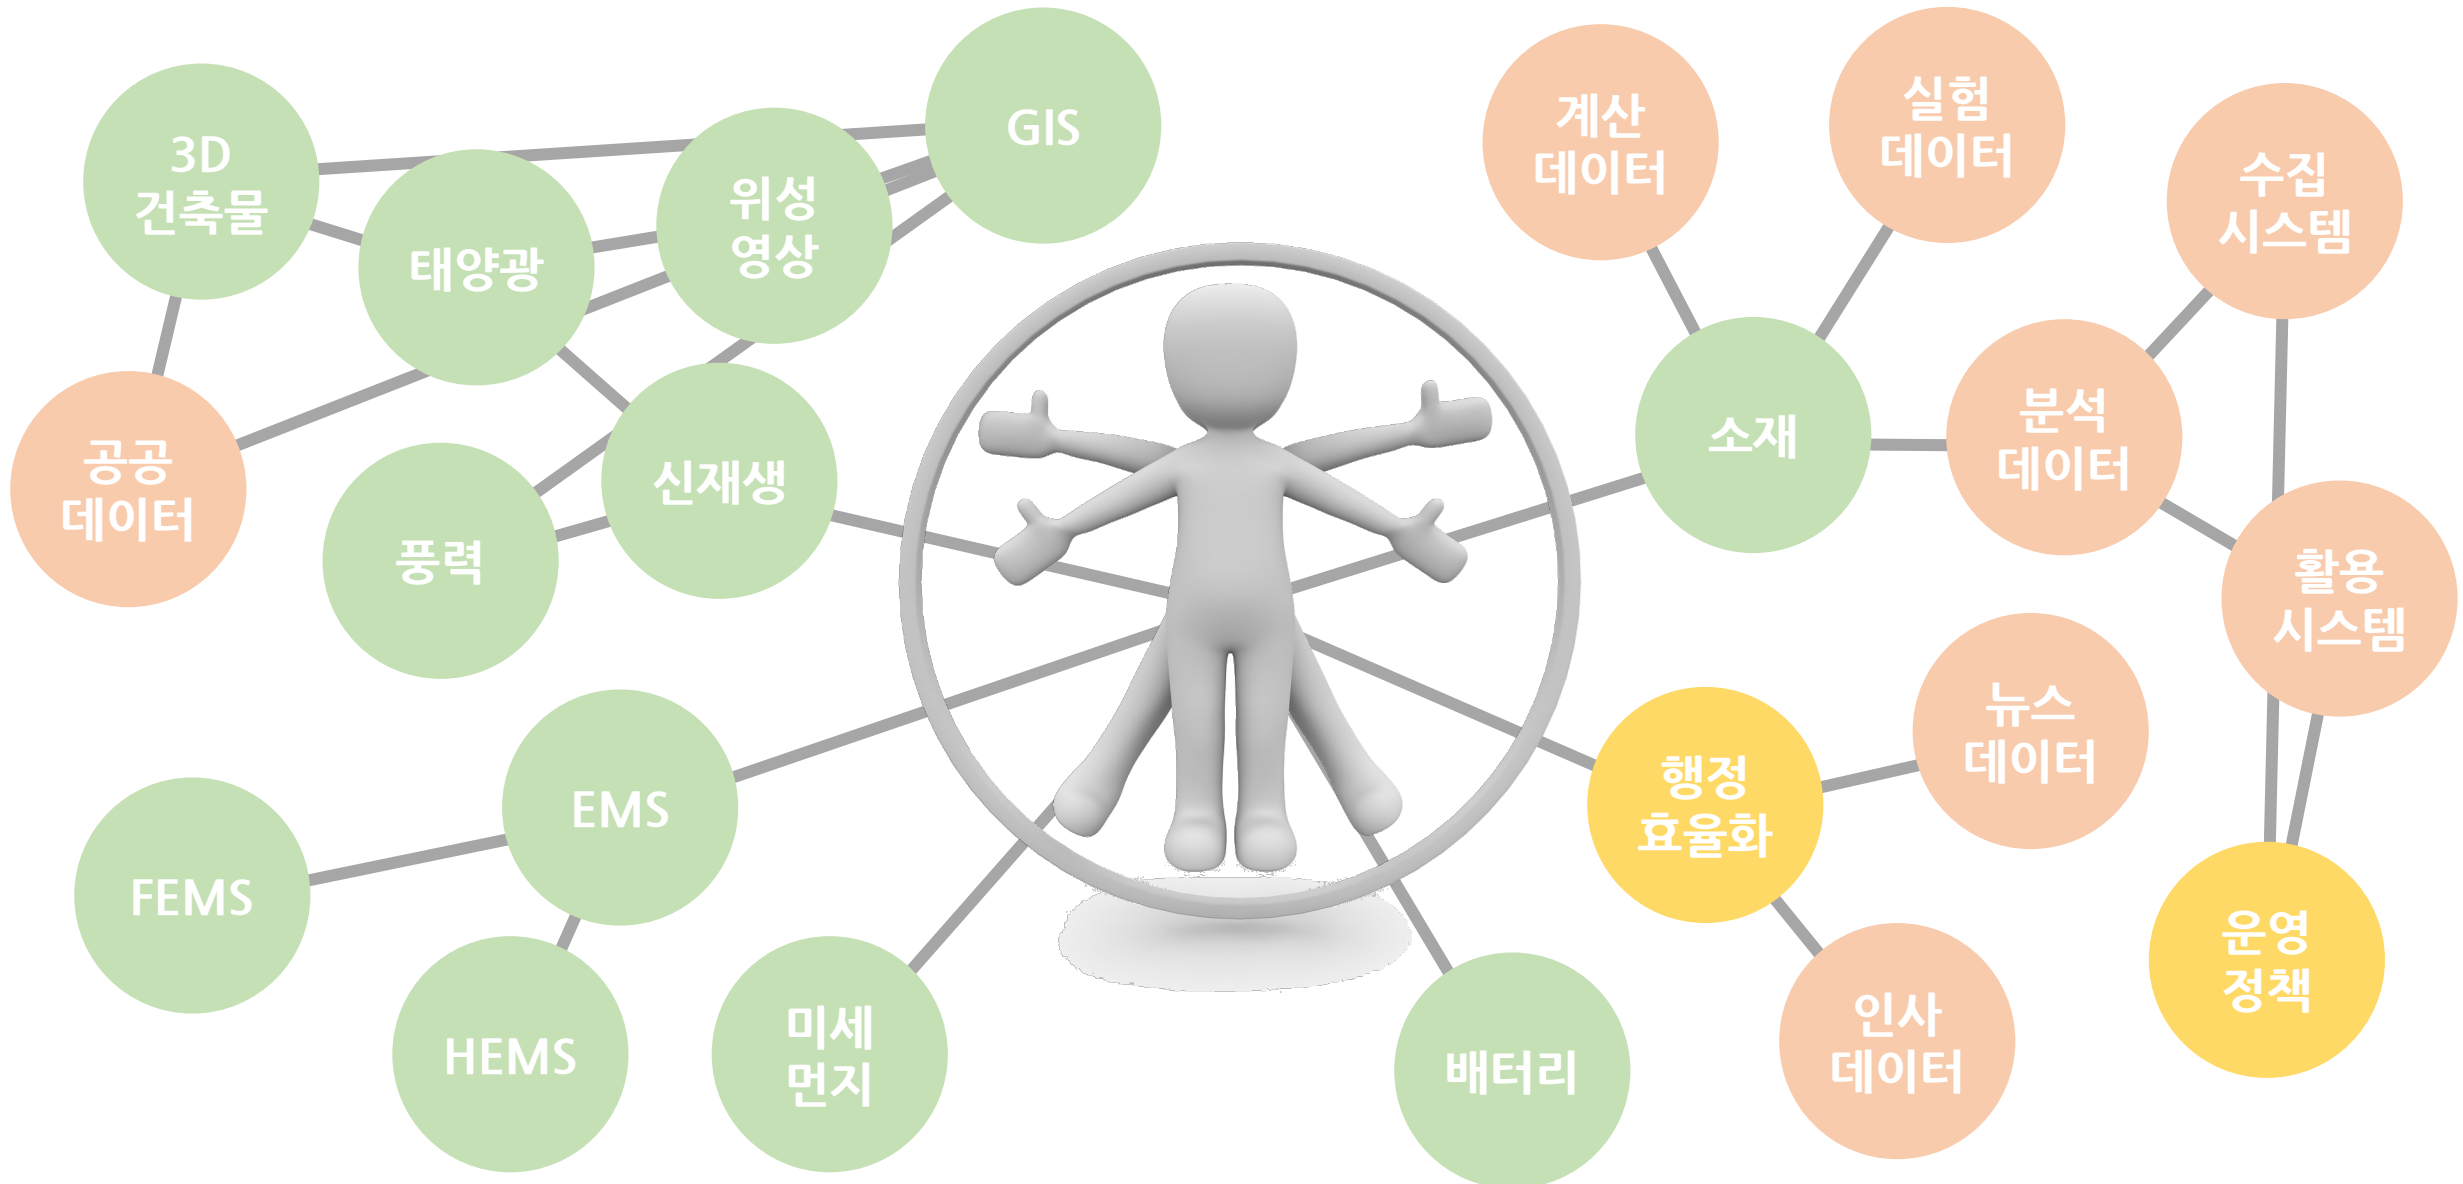 3D
건축물
태양광
위성
영상
GIS
공공
데이터
풍력
신재생
EMS
FEMS
HEMS
미세
먼지
계산
데이터
실험
데이터
수집
시스템
소재
분석
데이터
활용
시스템
뉴스
데이터
행정
효율화
인사
데이터
운영
정책
배터리